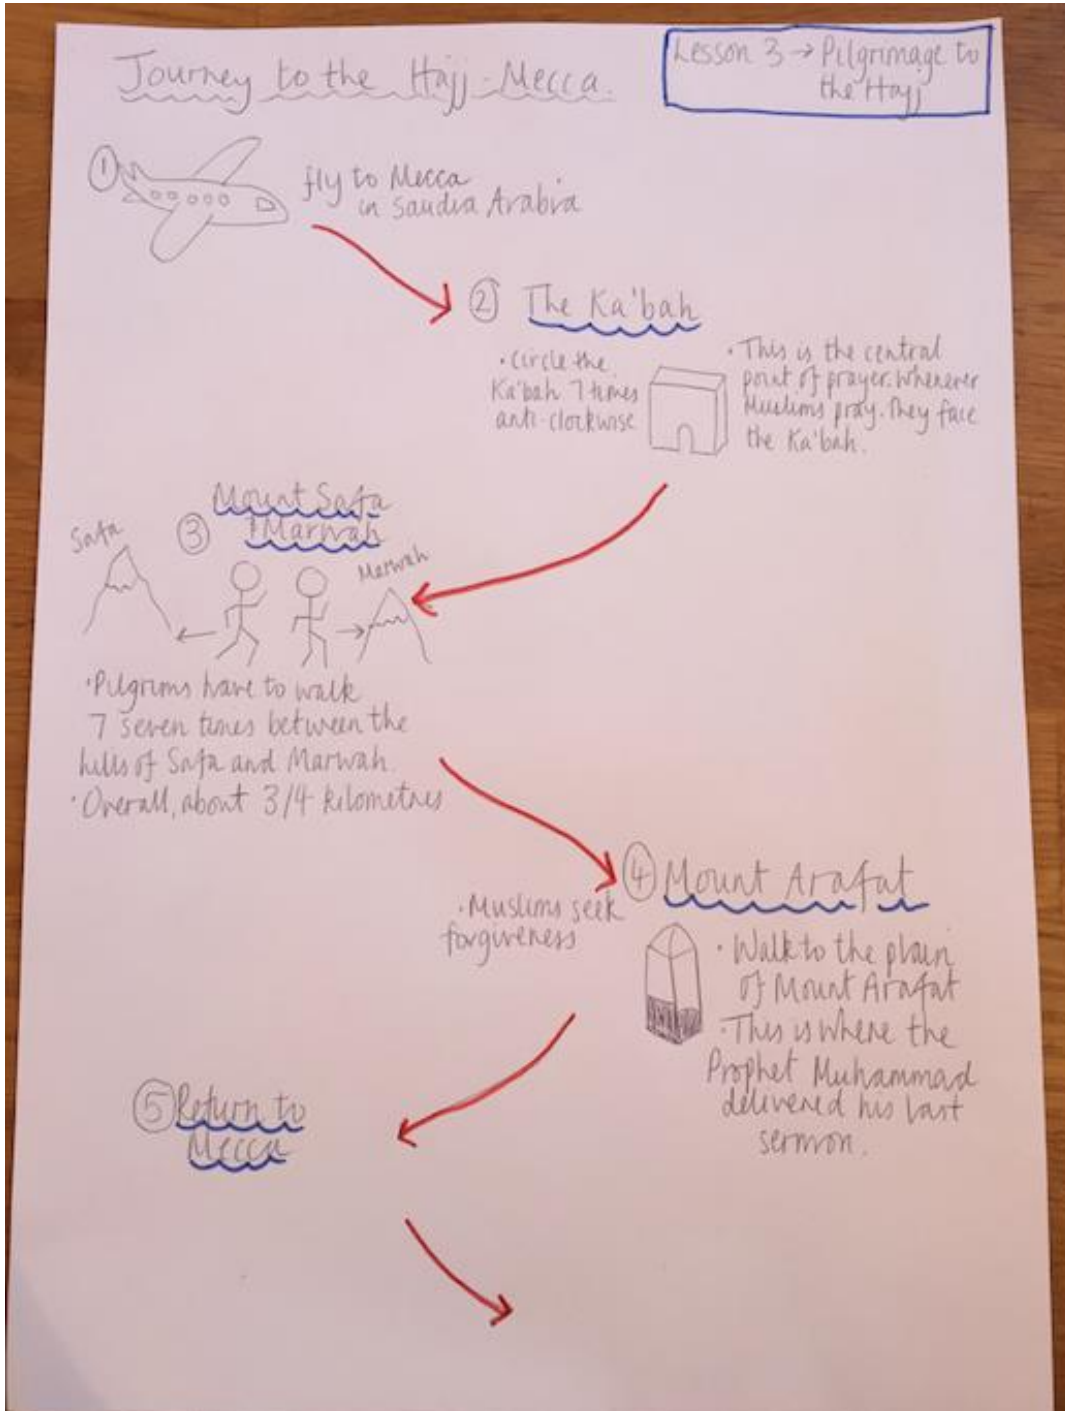 Journey to the Hajj - Mecca.
Lesson 3 → Pilgrimage to
the Hajj
①
fly to Mecca
in Saudia Arabia
② The Ka'bah
· Circle the
Ka'bah 7 times
anti-clockwise
· This is the central
point of prayer. Whenever
Muslims pray. They face
the Ka'bah.
③ Mount Safa
+ Marwah
Safa
Marwah
· Pilgrims have to walk
7 seven times between the
hills of Safa and Marwah.
· Overall, about 3/4 kilometres
④ Mount Arafat
· Muslims seek
forgiveness
· Walk to the plain
of Mount Arafat
· This is where the
Prophet Muhammad
delivered his last
sermon.
⑤ Return to
Mecca